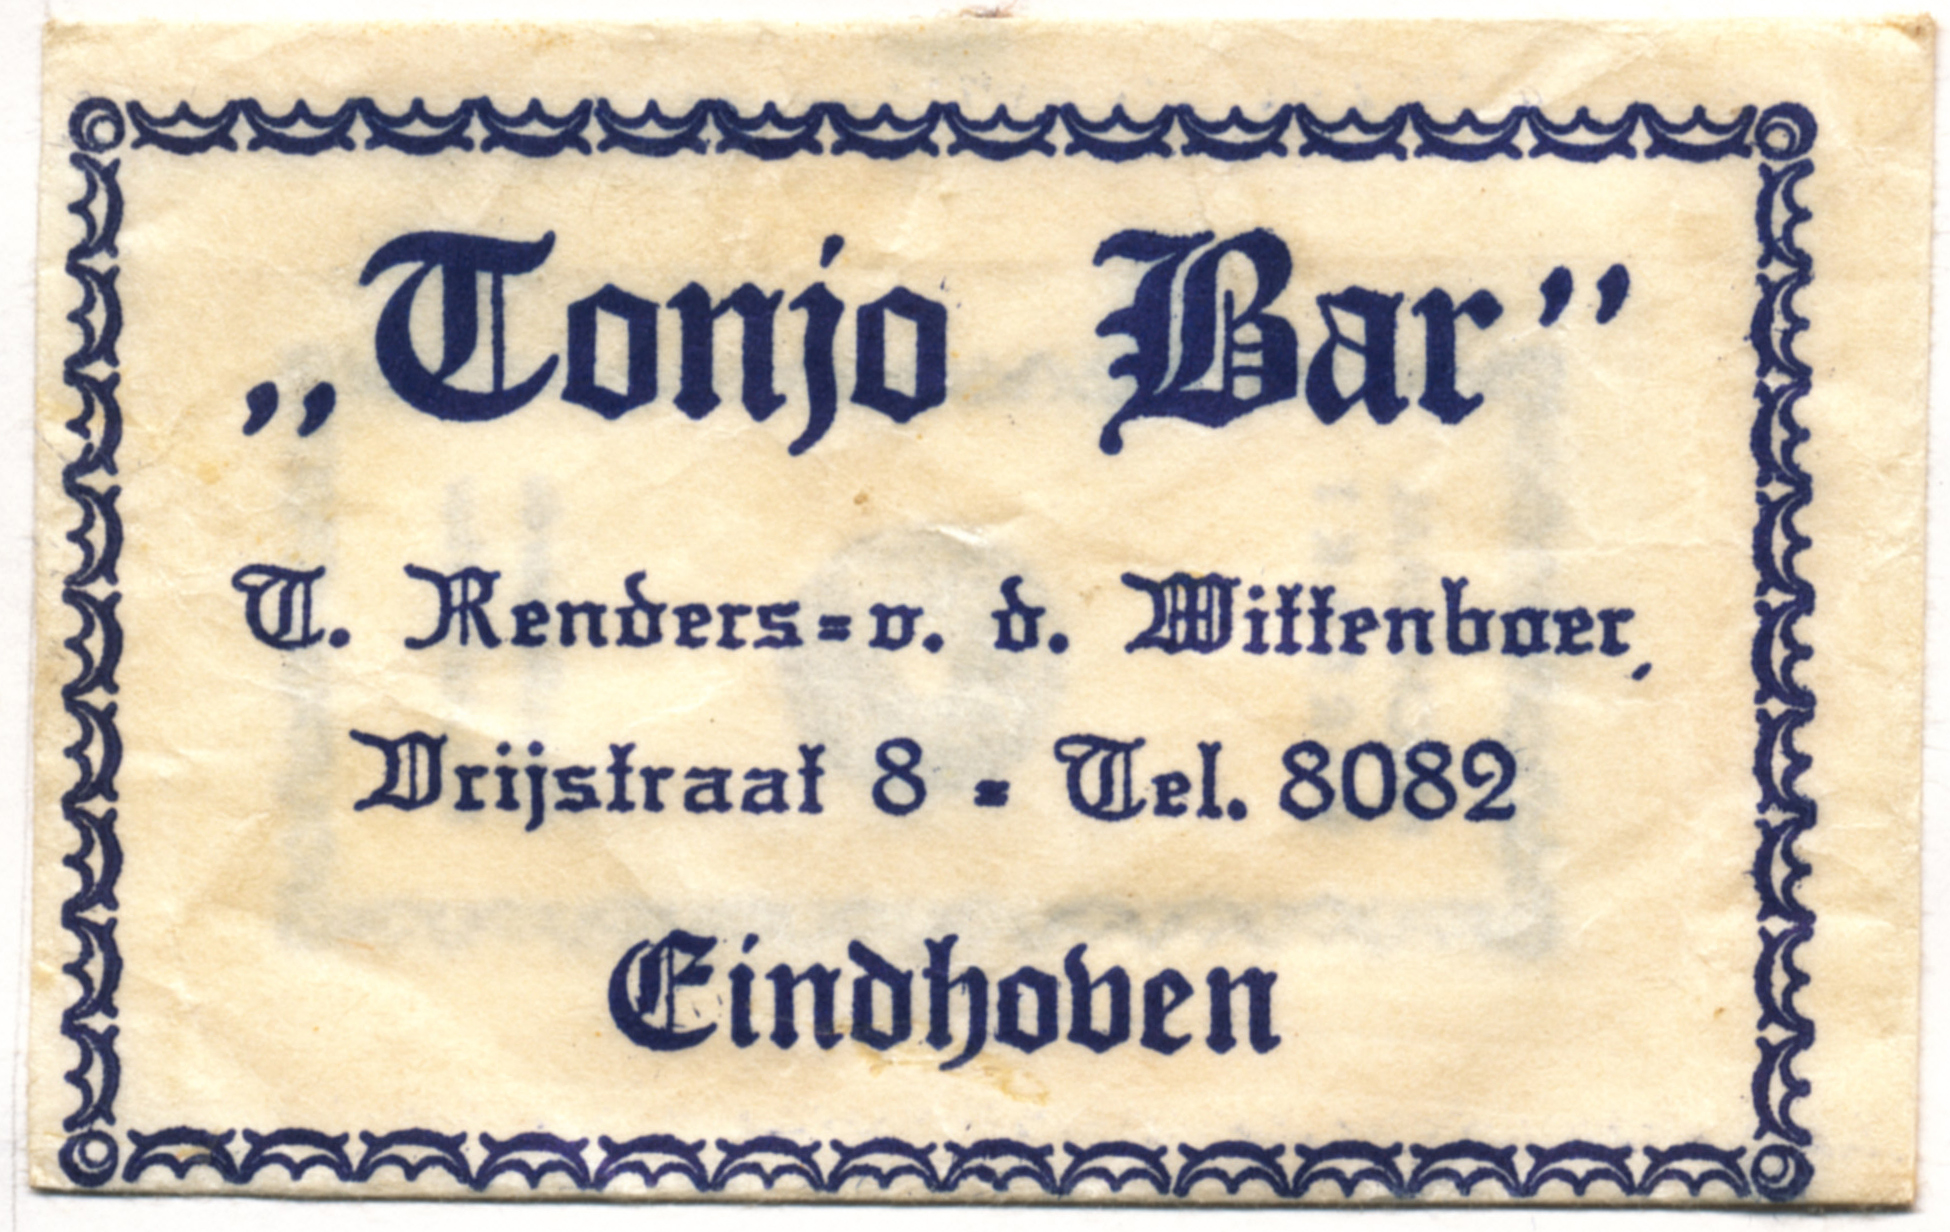 „Tonjo Bar”
T. Renders-v. d. Wittenboer,
Vrijstraat 8 - Tel. 8082
Eindhoven